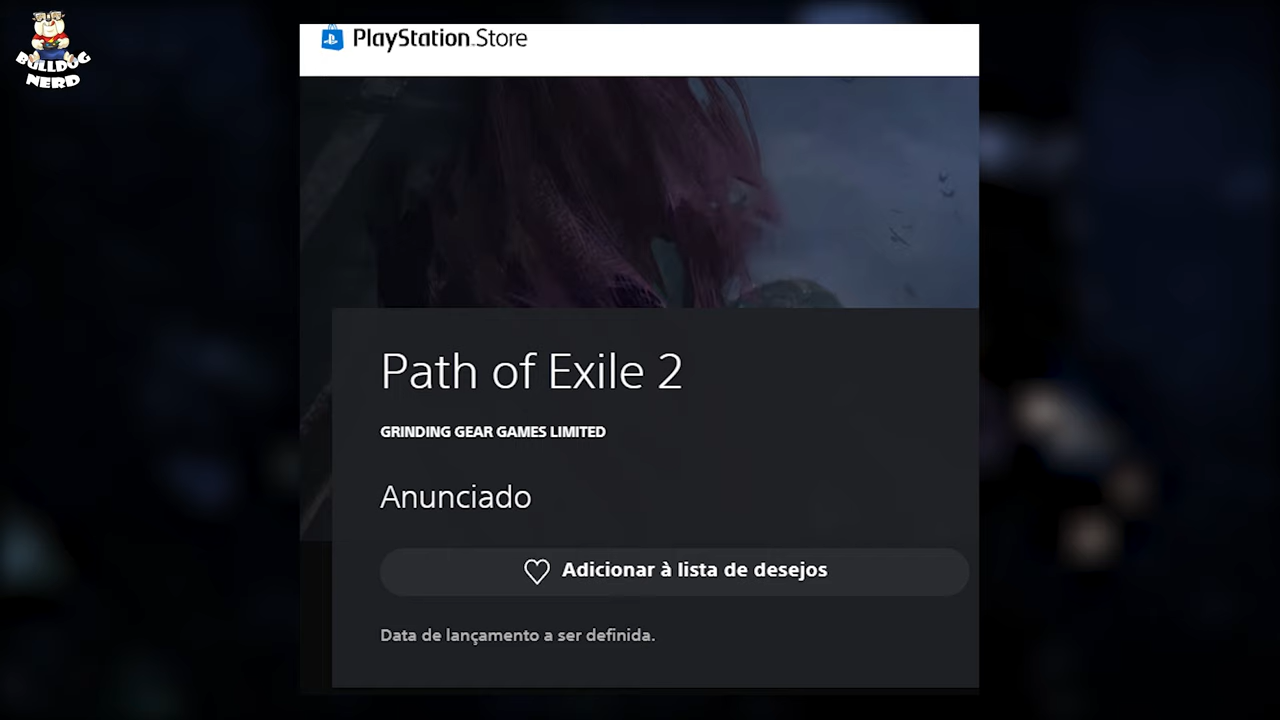 BULLDOG
NERD
PlayStation Store
Path of Exile 2
GRINDING GEAR GAMES LIMITED
Anunciado
Adicionar à lista de desejos
Data de lançamento a ser definida.